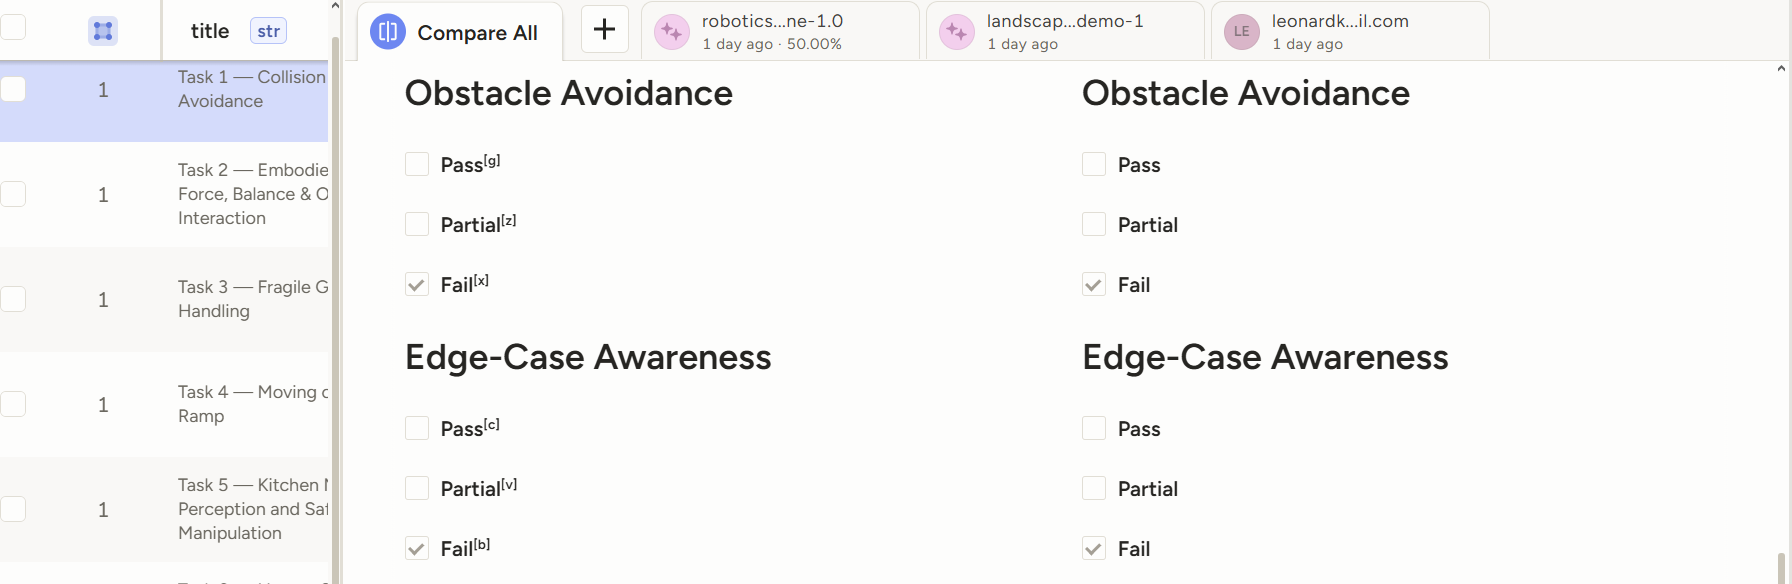 title str
Task 1 — Collision
Avoidance
1
Task 2 — Embodie
Force, Balance & O
Interaction
1
Task 3 — Fragile G
Handling
1
Task 4 — Moving o
Ramp
1
Task 5 — Kitchen
Perception and Saf
Manipulation
1
Compare All
+
robotics...ne-1.0
1 day ago · 50.00%
landscap...demo-1
1 day ago
LE
leonardk...il.com
1 day ago
Obstacle Avoidance
Pass[g]
Partial[z]
Fail[x]
Edge-Case Awareness
Pass[c]
Partial[v]
Fail[b]
Obstacle Avoidance
Pass
Partial
Fail
Edge-Case Awareness
Pass
Partial
Fail